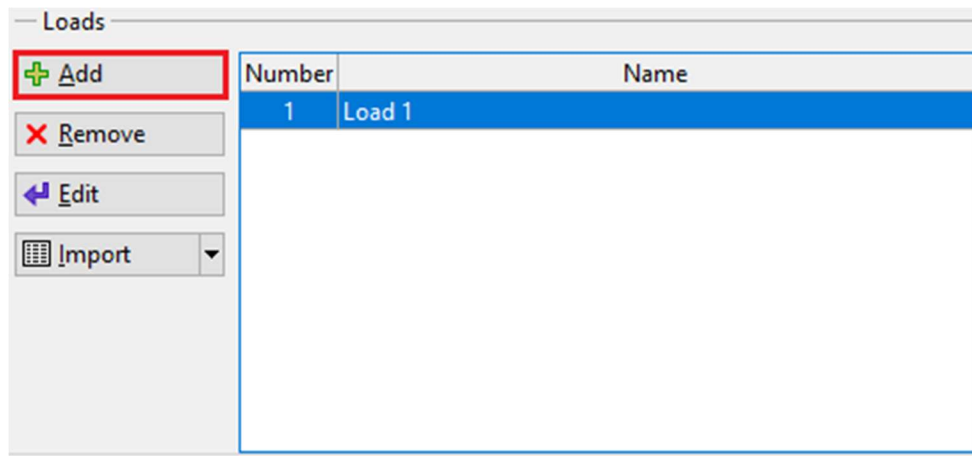 Loads
Add
Number Name
1 Load 1
Remove
Edit
Import